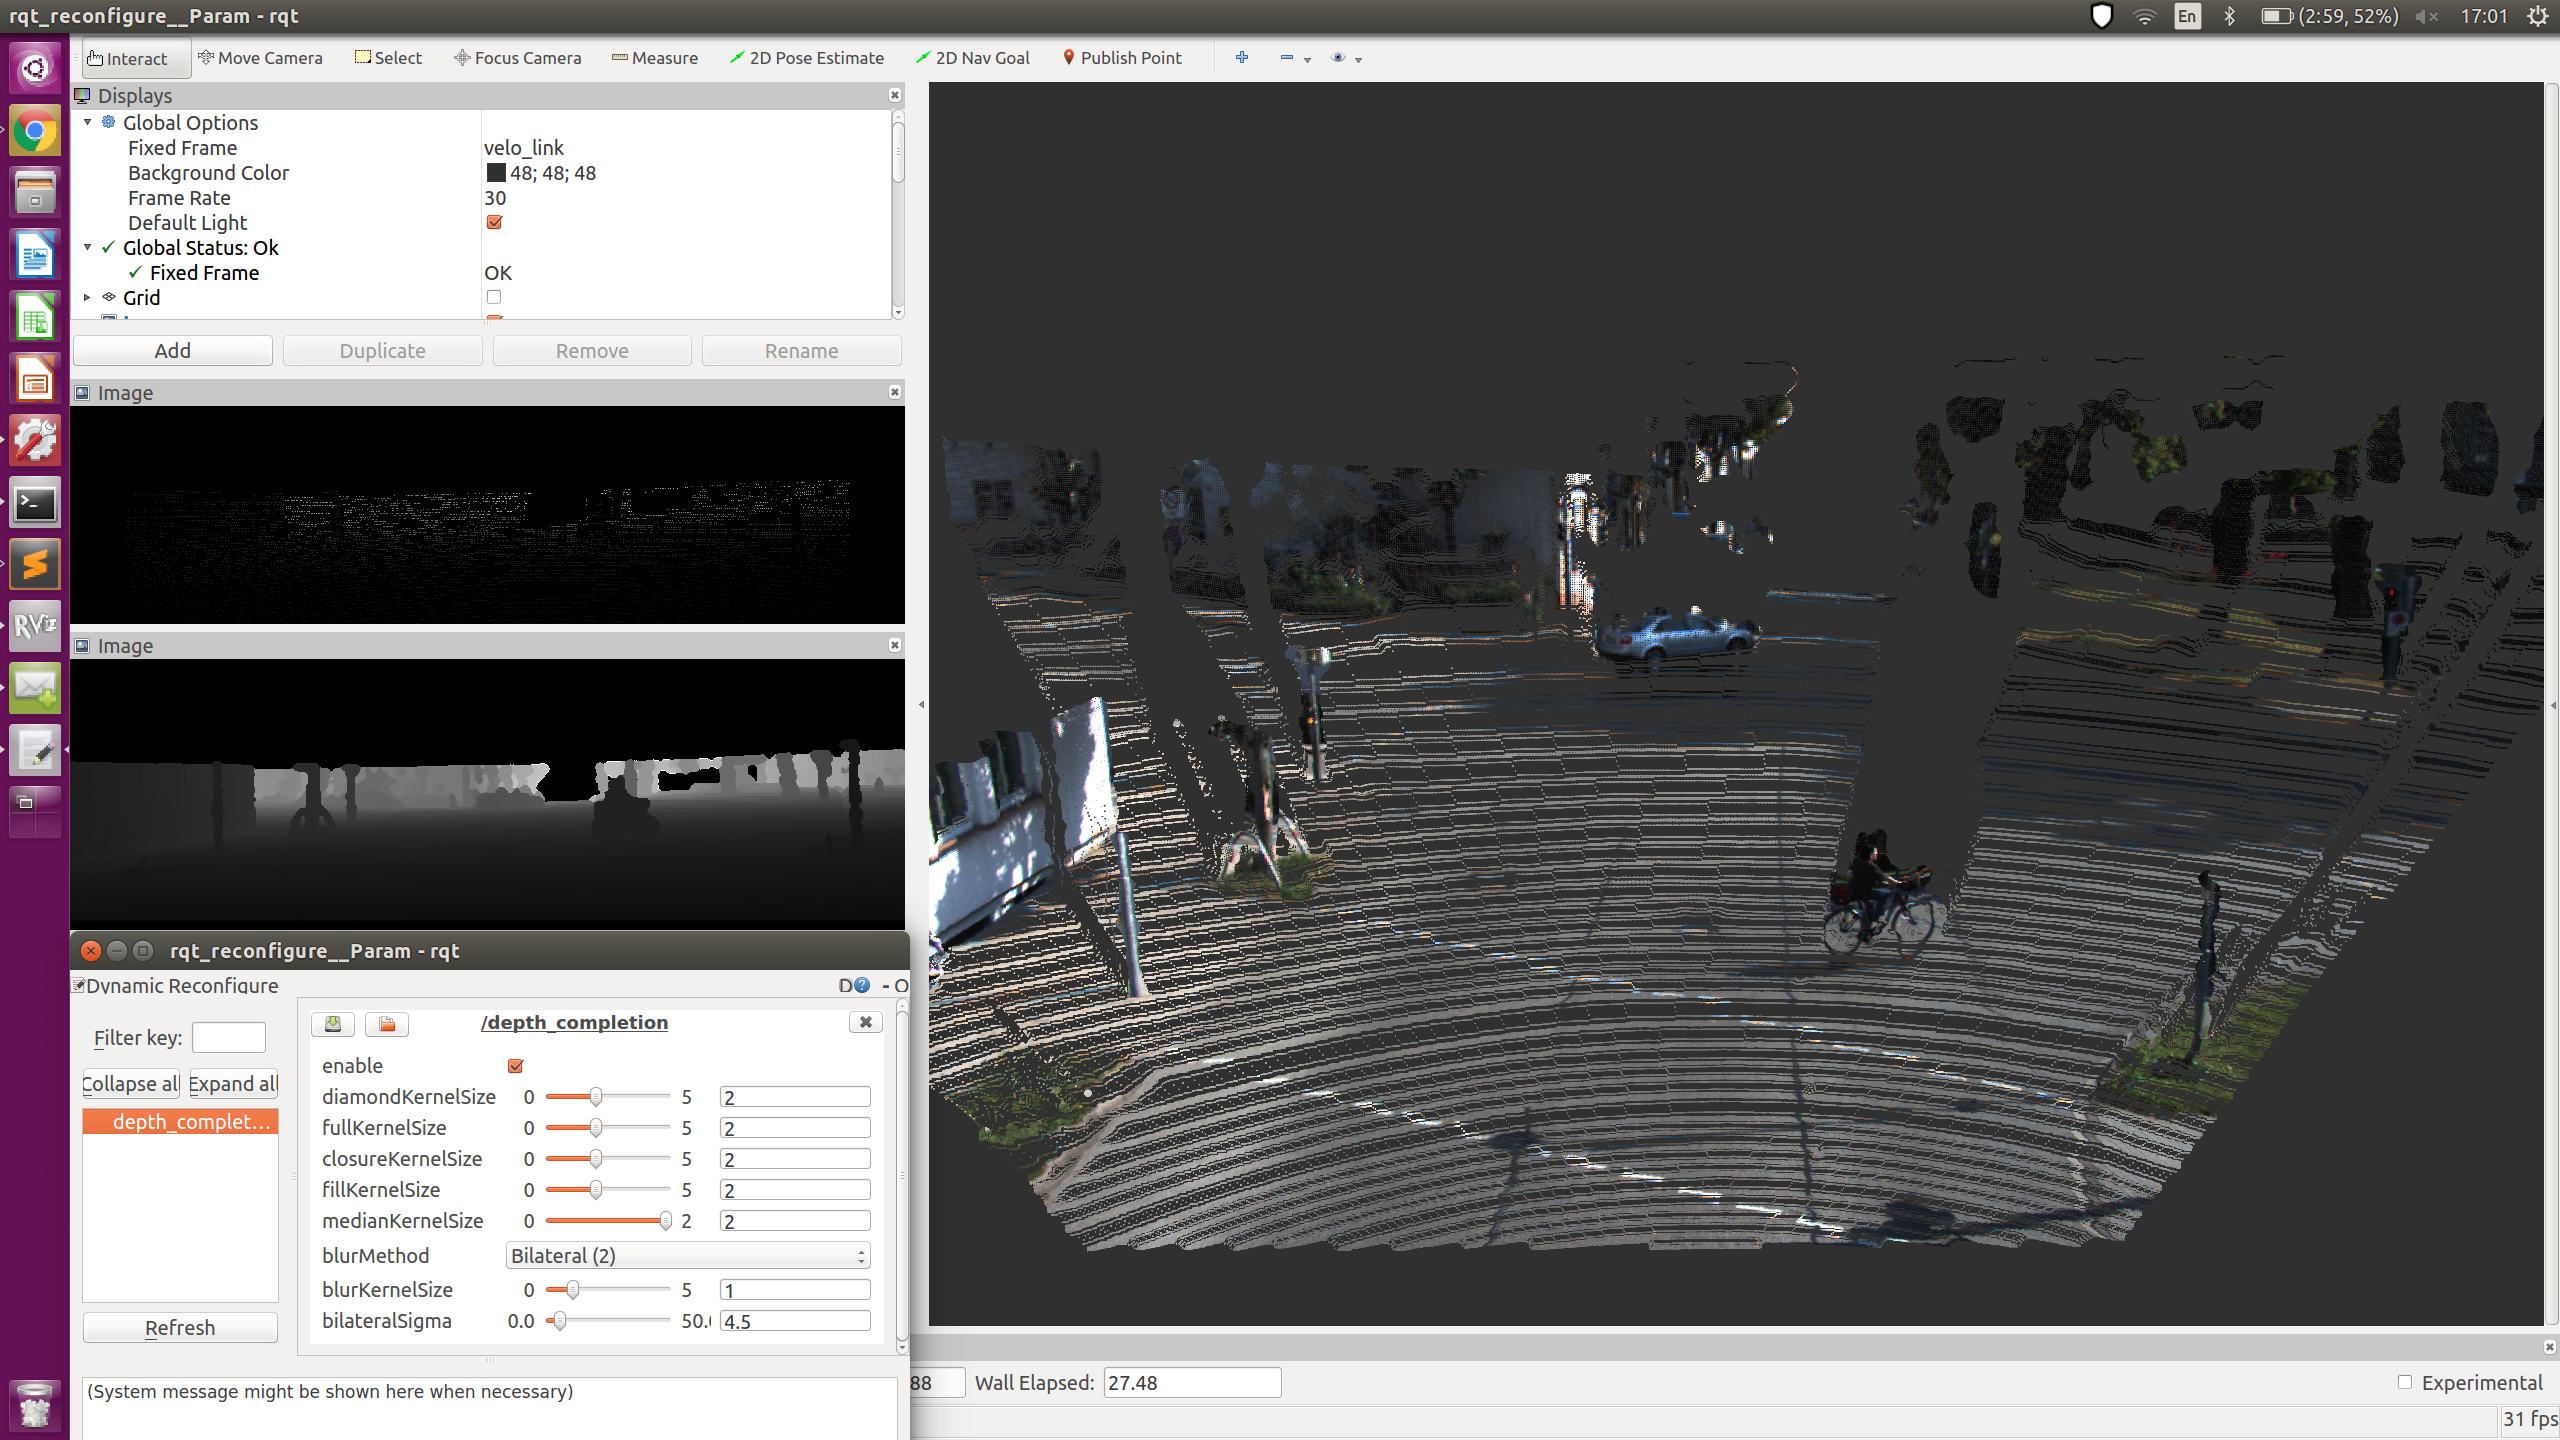 rqt_reconfigure__Param - rqt
En (2:59, 52%) 17:01
Interact Move Camera Select Focus Camera Measure 2D Pose Estimate 2D Nav Goal Publish Point
Displays
Global Options
Fixed Frame velo_link
Background Color 48; 48; 48
Frame Rate 30
Default Light
Global Status: Ok
Fixed Frame OK
Grid
Add Duplicate Remove Rename
Image
Image
RViz
rqt_reconfigure__Param - rqt
Dynamic Reconfigure D - O
Filter key:
Collapse al Expand al
depth_complet...
Refresh
/depth_completion
enable
diamondKernelSize 0 5 2
fullKernelSize 0 5 2
closureKernelSize 0 5 2
fillKernelSize 0 5 2
medianKernelSize 0 2 2
blurMethod Bilateral (2)
blurKernelSize 0 5 1
bilateralSigma 0.0 50. 4.5
(System message might be shown here when necessary)
88 Wall Elapsed: 27.48 Experimental
31 fps